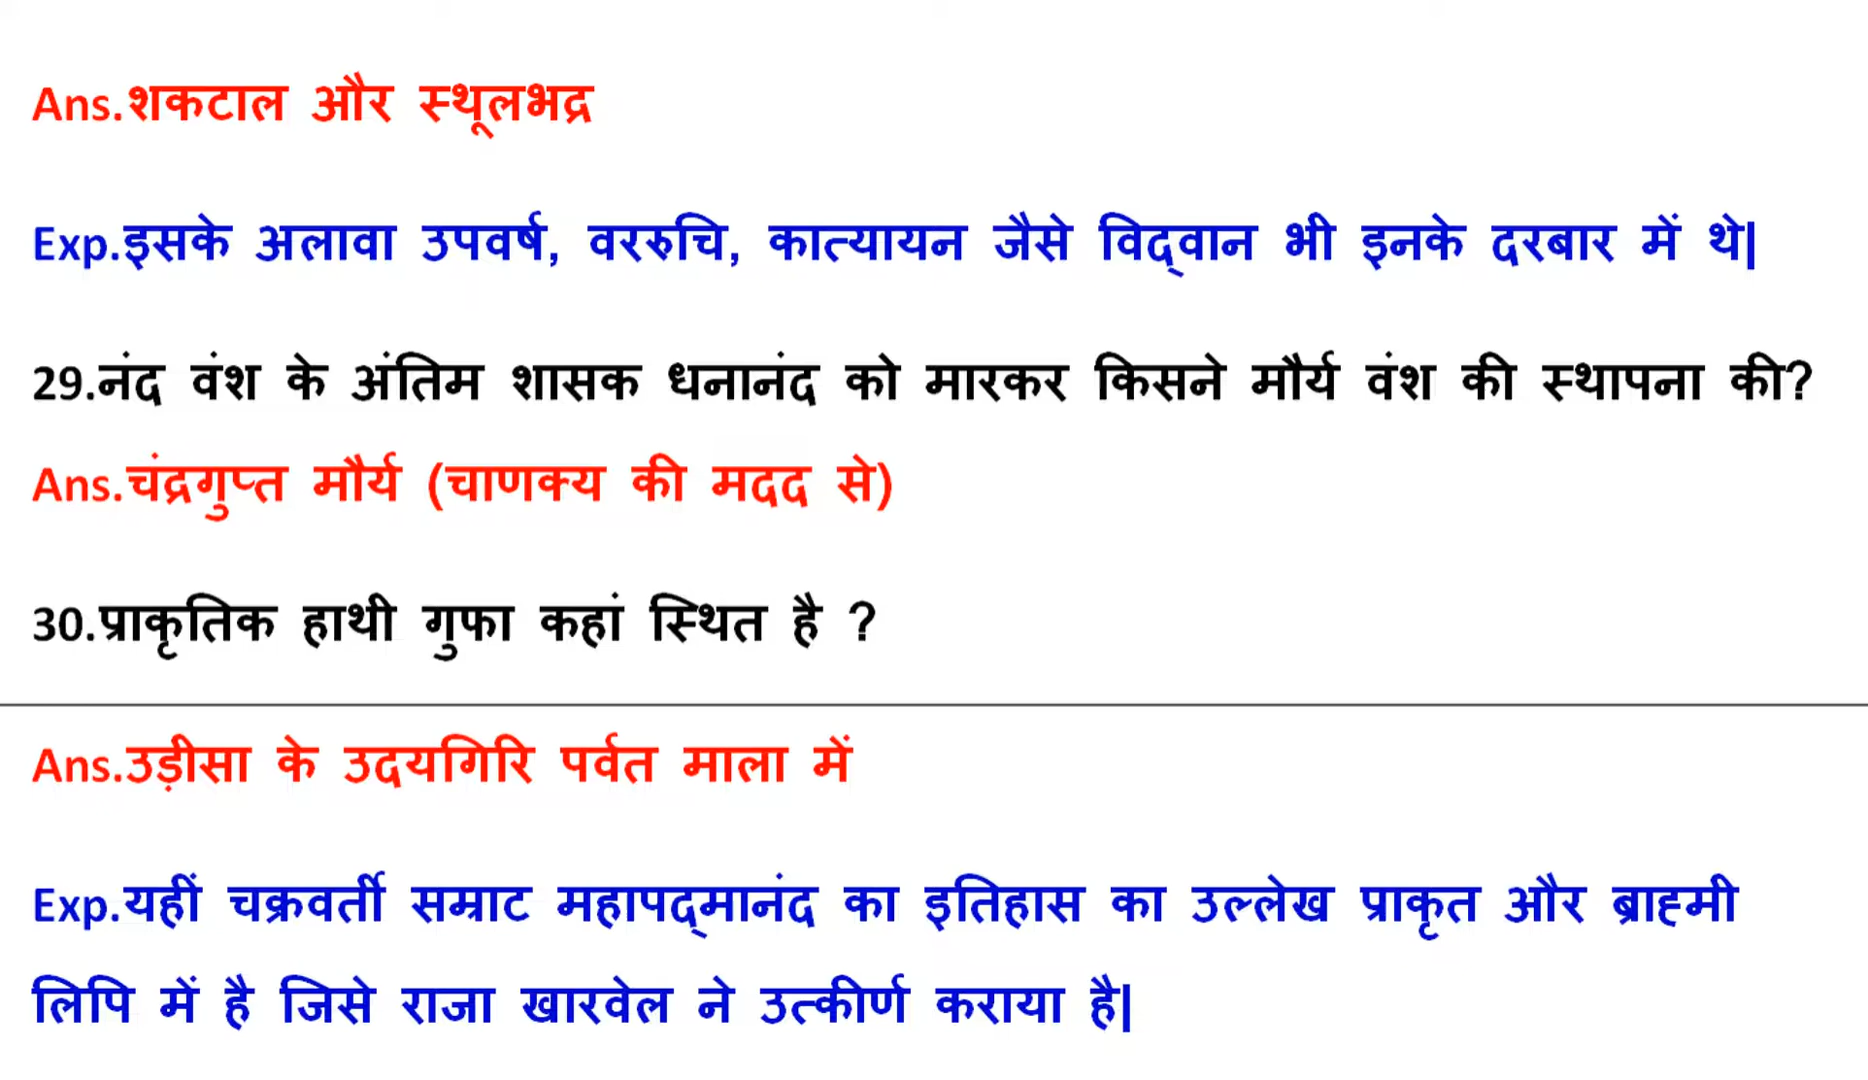 Ans.शकटाल और स्थूलभद्र
Exp.इसके अलावा उपवर्ष, वररुचि, कात्यायन जैसे विद्वान भी इनके दरबार में थे|
29.नंद वंश के अंतिम शासक धनानंद को मारकर किसने मौर्य वंश की स्थापना की?
Ans.चंद्रगुप्त मौर्य (चाणक्य की मदद से)
30.प्राकृतिक हाथी गुफा कहां स्थित है ?
Ans.उड़ीसा के उदयगिरि पर्वत माला में
Exp.यहीं चक्रवर्ती सम्राट महापद्मानंद का इतिहास का उल्लेख प्राकृत और ब्राह्मी
लिपि में है जिसे राजा खारवेल ने उत्कीर्ण कराया है|